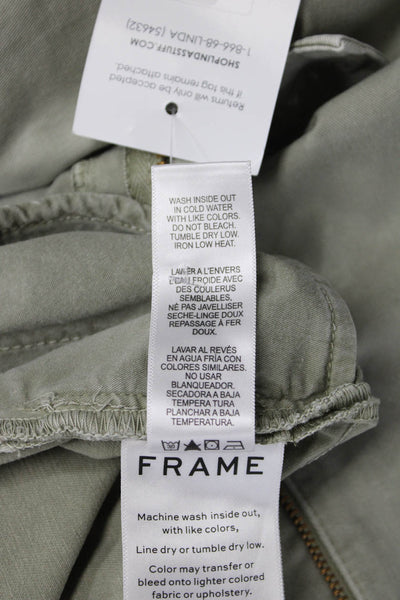 Returns will only be accepted
if this tag remains attached.
SHOPLINDASSTUFF.COM
1-866-68-LINDA (54632)
WASH INSIDE OUT
IN COLD WATER
WITH LIKE COLORS.
DO NOT BLEACH.
TUMBLE DRY LOW.
IRON LOW HEAT.
LAVER A L'ENVERS
L'EAU FROIDE AVEC
DES COULERUS
SEMBLABLES,
NE PAS JAVELLISER
SECHE-LINGE DOUX
REPASSAGE À FER
DOUX.
LAVAR AL REVÉS
EN AGUA FRÍA CON
COLORES SIMILARES.
NO USAR
BLANQUEADOR.
SECADORA A BAJA
TEMPERATURA
PLANCHAR A BAJA
TEMPERATURA.
FRAME
Machine wash inside out,
with like colors,
Line dry or tumble dry low.
Color may transfer or
bleed onto lighter colored
fabric or upholstery